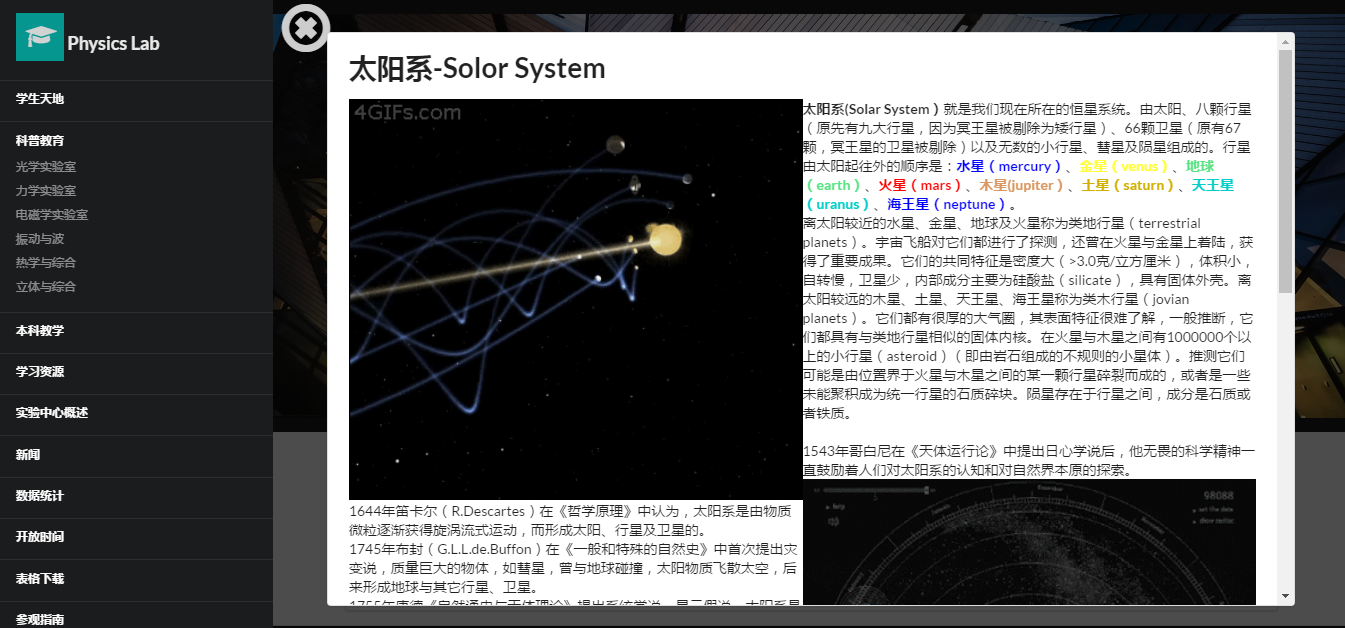 Physics Lab
学生天地
科普教育
光学实验室
力学实验室
电磁学实验室
振动与波
热学与综合
立体与综合
本科教学
学习资源
实验中心概述
新闻
数据统计
开放时间
表格下载
参观指南
太阳系-Solor System
4GIFs.com
1644年笛卡尔（R.Descartes）在《哲学原理》中认为，太阳系是由物质
微粒逐渐获得旋涡流式运动，而形成太阳、行星及卫星的。
1745年布封（G.L.L.de.Buffon）在《一般和特殊的自然史》中首次提出灾
变说，质量巨大的物体，如彗星，曾与地球碰撞，太阳物质飞散太空，后
来形成地球与其它行星、卫星。
1755年康德《自然通史与天体理论》提出系统学说—星云假说，太阳系是
太阳系(Solar System）就是我们现在所在的恒星系统。由太阳、八颗行星
（原先有九大行星，因为冥王星被剔除为矮行星）、66颗卫星（原有67
颗，冥王星的卫星被剔除）以及无数的小行星、彗星及陨星组成的。行星
由太阳起往外的顺序是：水星（mercury）、金星（venus）、地球
（earth）、火星（mars）、木星(jupiter）、土星（saturn）、天王星
（uranus）、海王星（neptune）。
离太阳较近的水星、金星、地球及火星称为类地行星（terrestrial
planets）。宇宙飞船对它们都进行了探测，还曾在火星与金星上着陆，获
得了重要成果。它们的共同特征是密度大（>3.0克/立方厘米），体积小，
自转慢，卫星少，内部成分主要为硅酸盐（silicate），具有固体外壳。离
太阳较远的木星、土星、天王星、海王星称为类木行星（jovian
planets）。它们都有很厚的大气圈，其表面特征很难了解，一般推断，它
们都具有与类地行星相似的固体内核。在火星与木星之间有1000000个以
上的小行星（asteroid）（即由岩石组成的不规则的小星体）。推测它们
可能是由位置界于火星与木星之间的某一颗行星碎裂而成的，或者是一些
未能聚积成为统一行星的石质碎块。陨星存在于行星之间，成分是石质或
者铁质。
1543年哥白尼在《天体运行论》中提出日心学说后，他无畏的科学精神一
直鼓励着人们对太阳系的认知和对自然界本原的探索。
98088
set the date